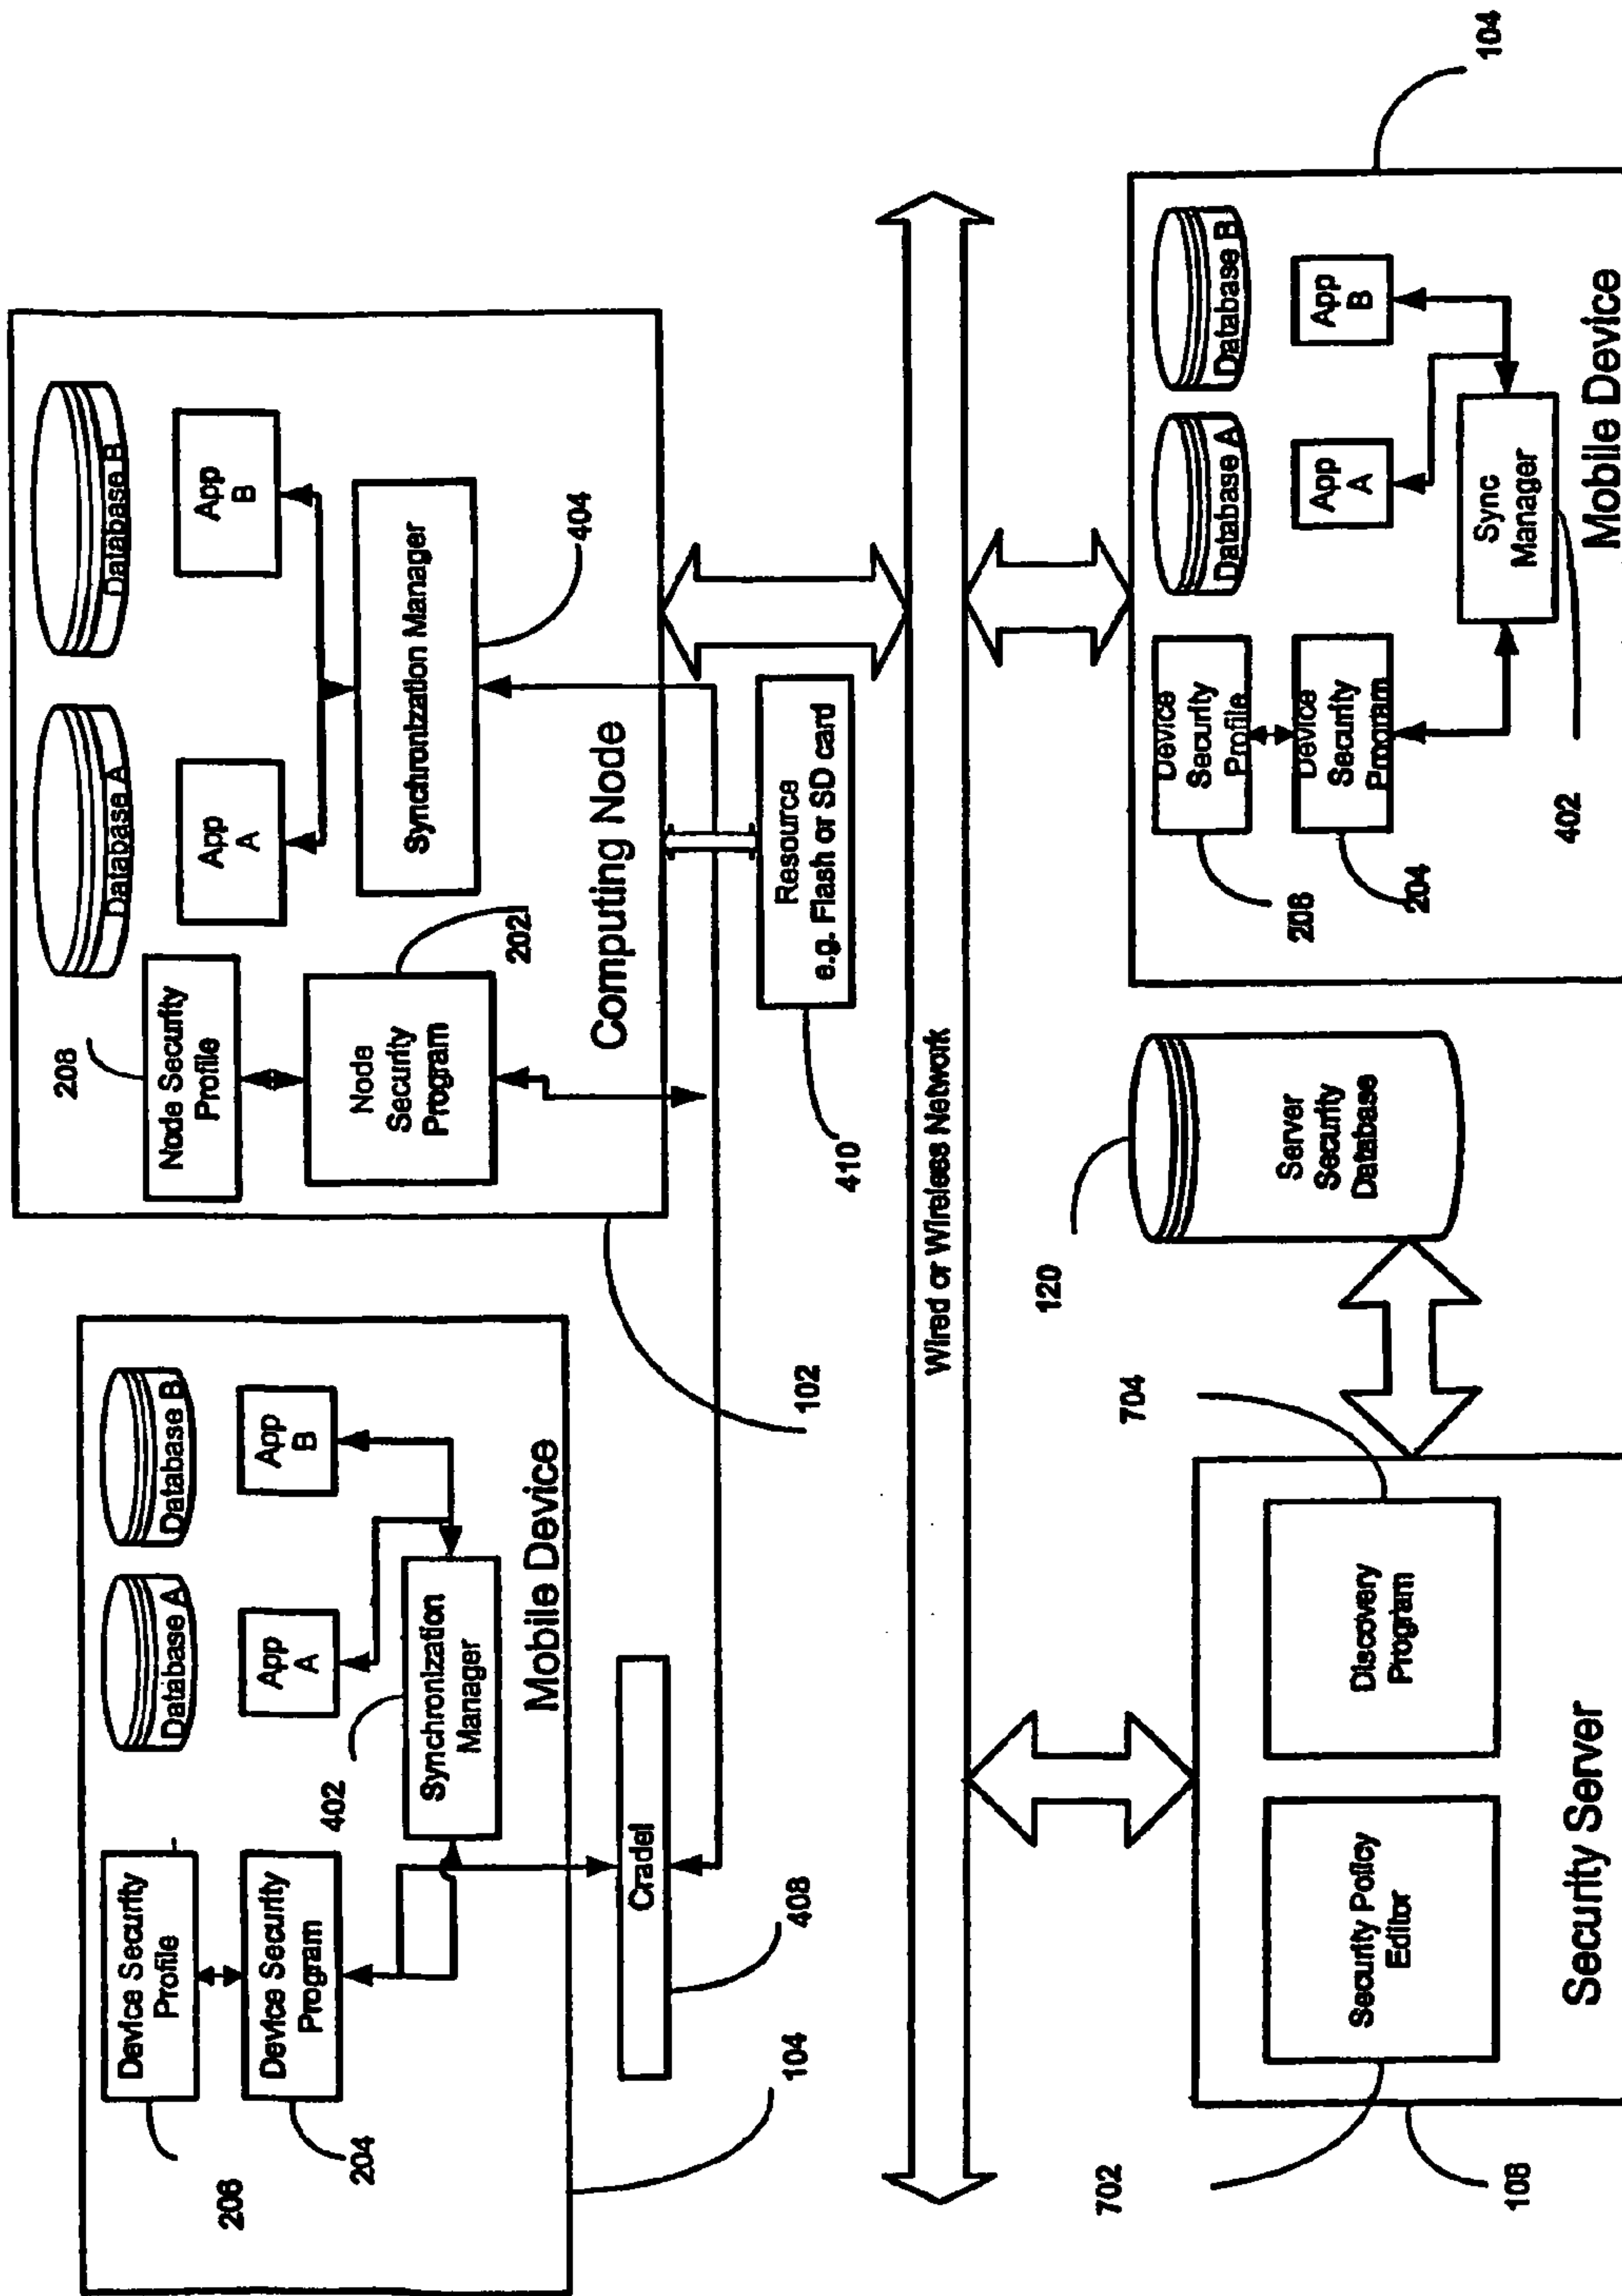 Device Security
Profile
Device Security
Program
206
204
Database A
Database B
App
A
App
B
402
Synchronization
Manager
Mobile Device
104
Cradel
408
208
Node Security
Profile
Node
Security
Program
202
Database A
Database B
App
A
App
B
Synchronization Manager
404
Computing Node
102
Resource
e.g. Flash or SD card
410
Wired or Wireless Network
702
Security Policy
Editor
704
Discovery
Program
Security Server
108
120
Server
Security
Database
Device
Security
Profile
Device
Security
Program
208
204
Database A
Database B
App
A
App
B
Sync
Manager
402
Mobile Device
104